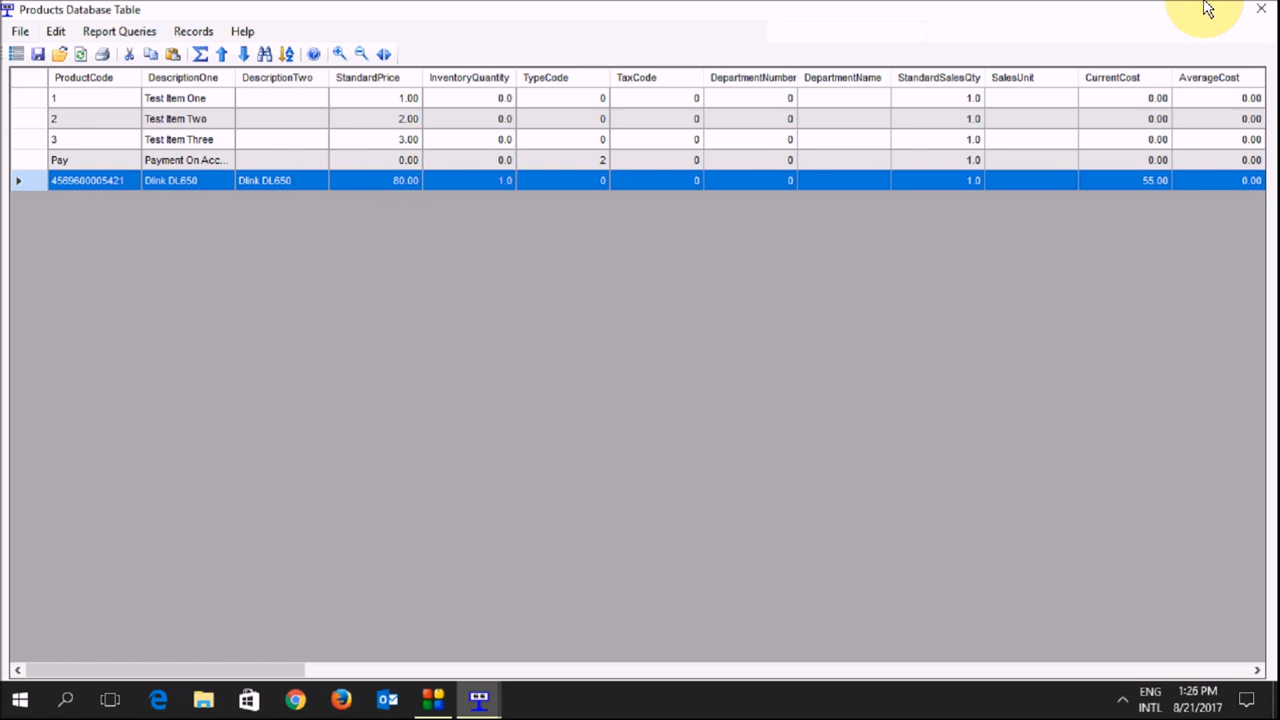 Products Database Table
File Edit Report Queries Records Help
ProductCode DescriptionOne DescriptionTwo StandardPrice InventoryQuantity TypeCode TaxCode DepartmentNumber DepartmentName StandardSalesQty SalesUnit CurrentCost AverageCost
1 Test Item One 1.00 0.0 0 0 0 1.0 0.00 0.00
2 Test Item Two 2.00 0.0 0 0 0 1.0 0.00 0.00
3 Test Item Three 3.00 0.0 0 0 0 1.0 0.00 0.00
Pay Payment On Acc... 0.00 0.0 2 0 0 1.0 0.00 0.00
4569600005421 Dlink DL650 Dlink DL650 80.00 1.0 0 0 0 1.0 55.00 0.00
ENG 1:26 PM
INTL 8/21/2017